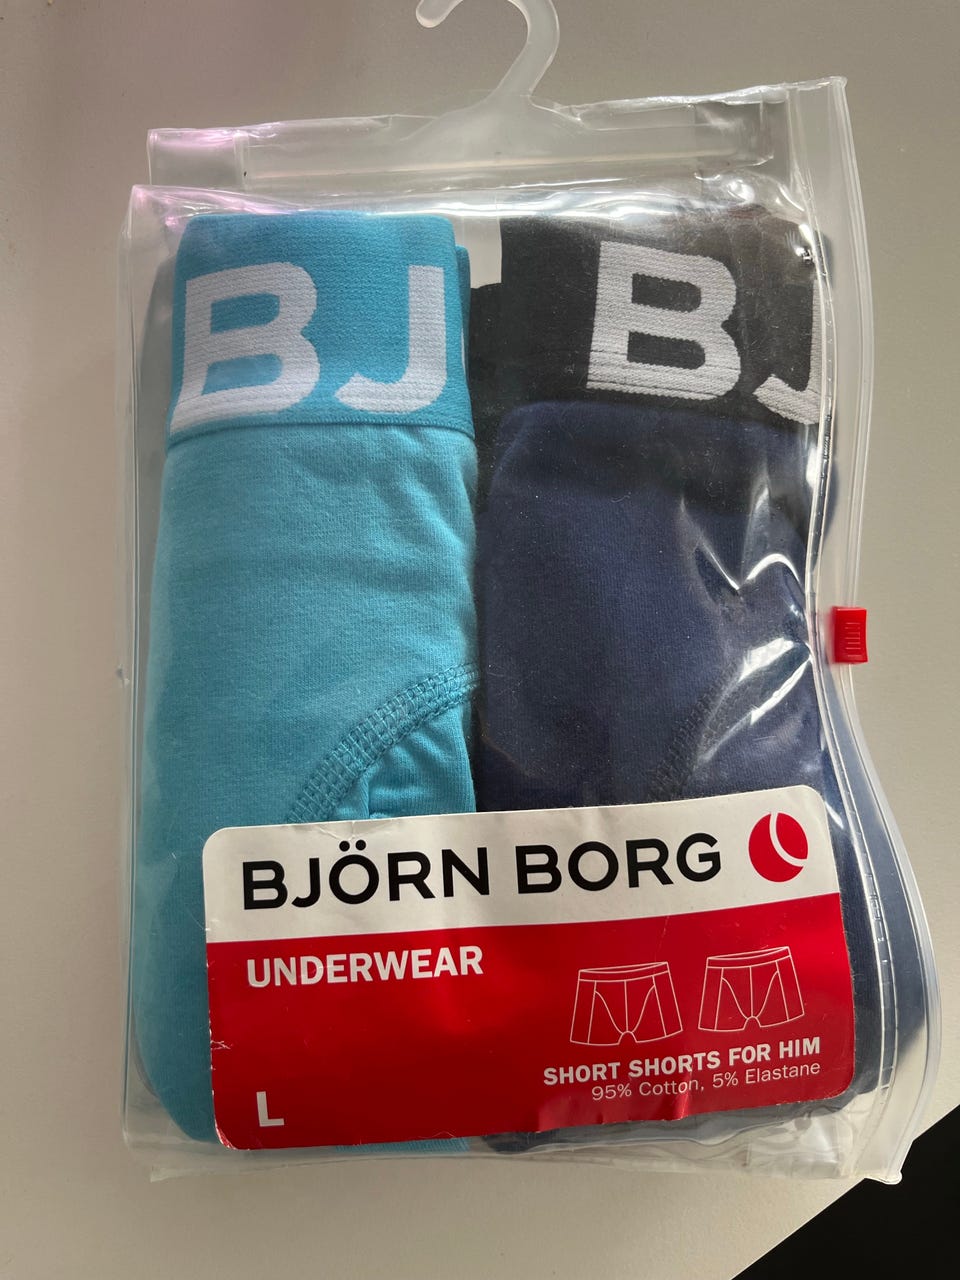 BJ
BJ
BJÖRN BORG
UNDERWEAR
SHORT SHORTS FOR HIM
95% Cotton, 5% Elastane
L